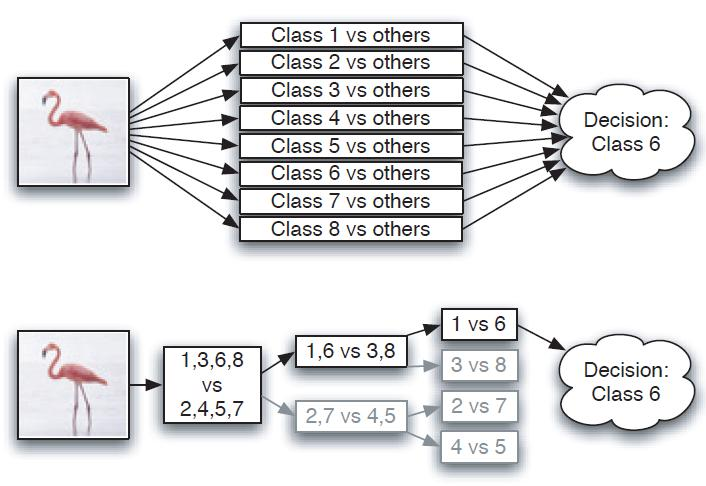 Class 1 vs others
Class 2 vs others
Class 3 vs others
Class 4 vs others
Class 5 vs others
Class 6 vs others
Class 7 vs others
Class 8 vs others
Decision:
Class 6
1,3,6,8
vs
2,4,5,7
1,6 vs 3,8
2,7 vs 4,5
1 vs 6
3 vs 8
2 vs 7
4 vs 5
Decision:
Class 6